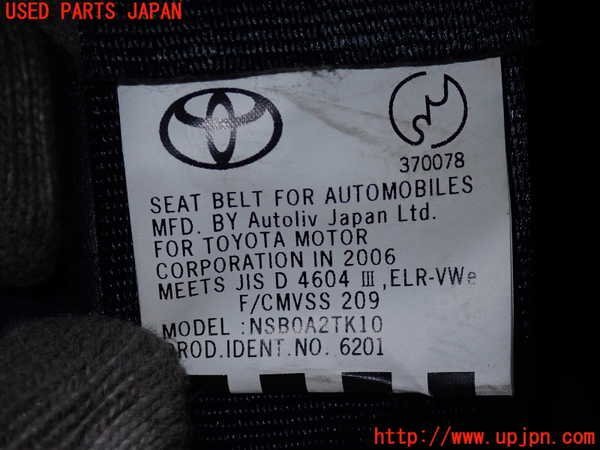 USED PARTS JAPAN
370078
SEAT BELT FOR AUTOMOBILES
MFD. BY Autoliv Japan Ltd.
FOR TOYOTA MOTOR
CORPORATION IN 2006
MEETS JIS D 4604 Ⅲ,ELR-VWe
F/CMVSS 209
MODEL :NSB0A2TK10
PROD.IDENT.NO. 6201
http://www.upjpn.com/